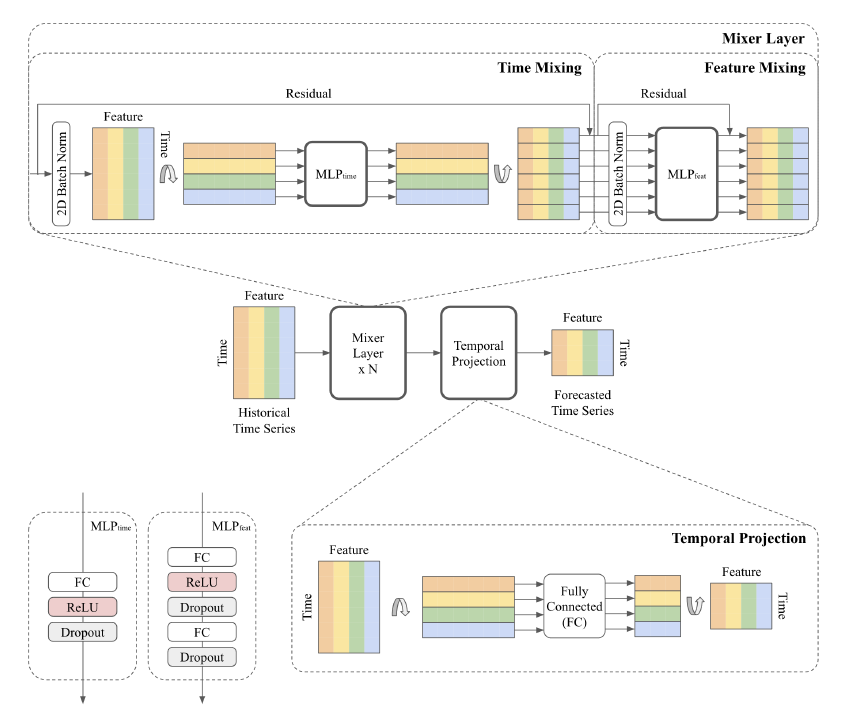 Mixer Layer
Time Mixing
Feature Mixing
Residual
Residual
Feature
Time
2D Batch Norm
MLPtime
2D Batch Norm
MLPfeat
Feature
Time
Mixer
Layer
x N
Temporal
Projection
Feature
Time
Historical
Time Series
Forecasted
Time Series
MLPtime
FC
ReLU
Dropout
MLPfeat
FC
ReLU
Dropout
FC
Dropout
Temporal Projection
Feature
Time
Fully
Connected
(FC)
Feature
Time